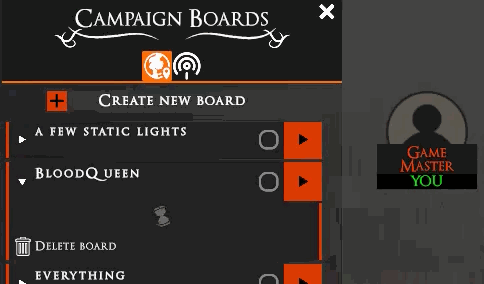 Campaign Boards
Create new board
A few static lights
BloodQueen
Delete board
Everything
Game
Master
YOU